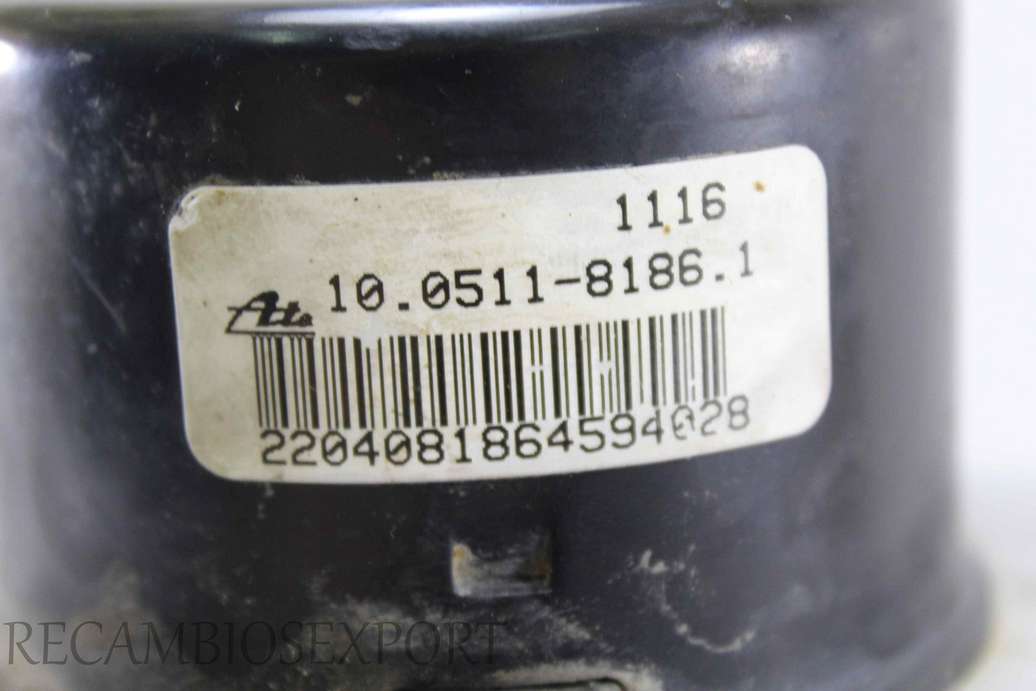 1116
Ate 10.0511-8186.1
2204081864594028
RECAMBIOSEXPORT